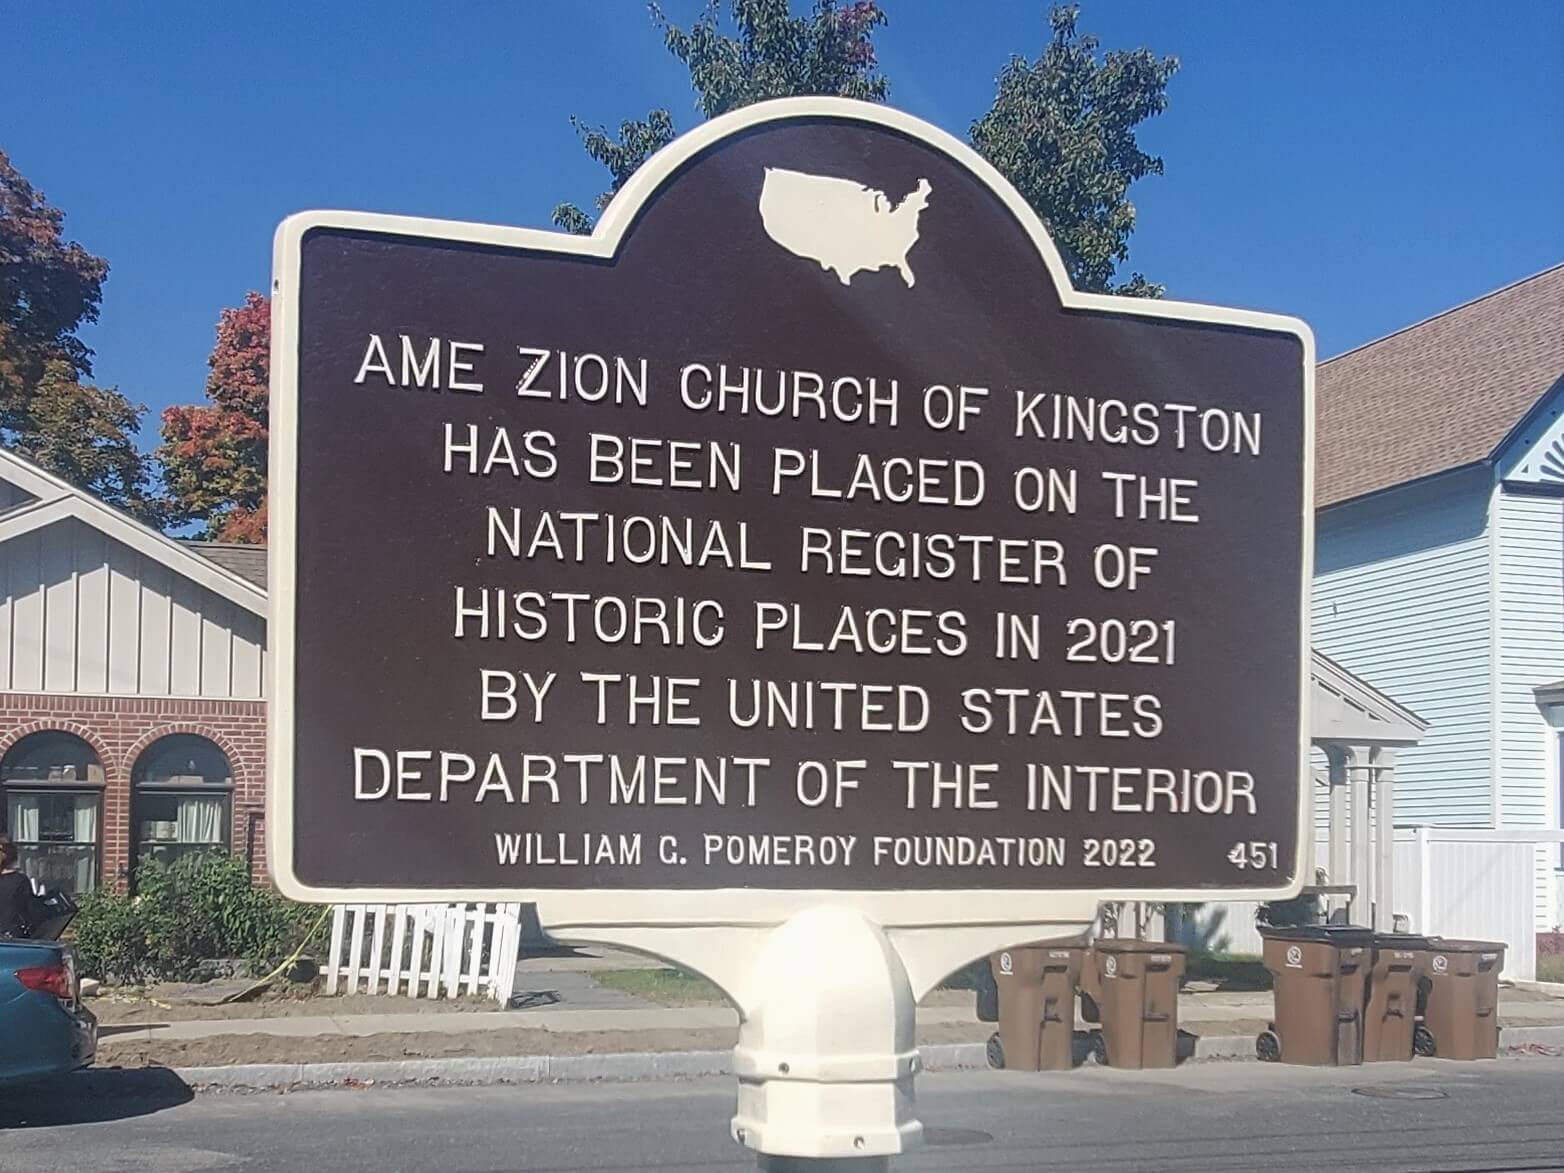 AME ZION CHURCH OF KINGSTON
HAS BEEN PLACED ON THE
NATIONAL REGISTER OF
HISTORIC PLACES IN 2021
BY THE UNITED STATES
DEPARTMENT OF THE INTERIOR
WILLIAM G. POMEROY FOUNDATION 2022 451